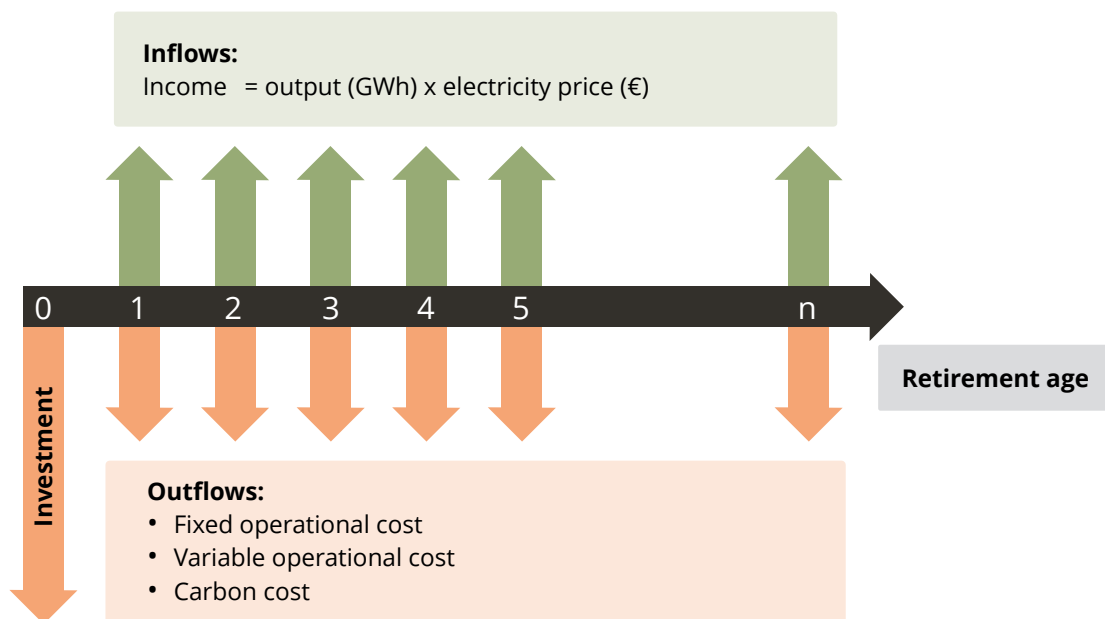 Inflows:
Income = output (GWh) x electricity price (€)
0 1 2 3 4 5 n
Retirement age
Investment
Outflows:
• Fixed operational cost
• Variable operational cost
• Carbon cost